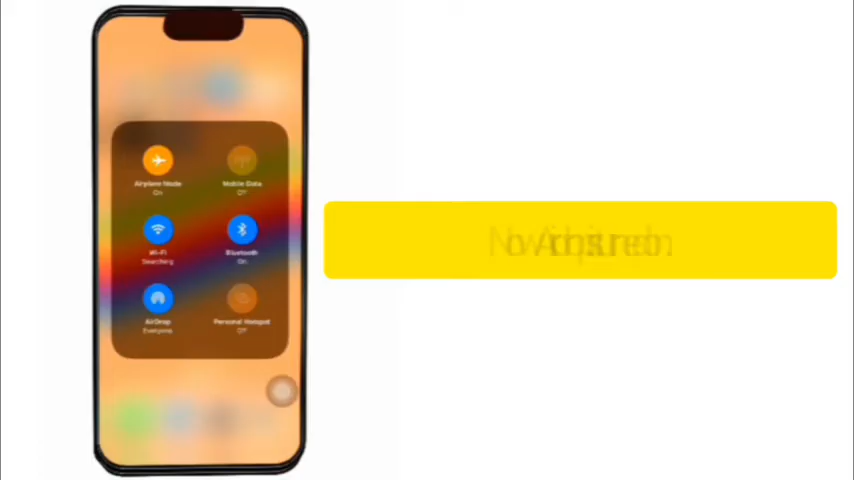 Airplane Mode
On
Mobile Data
Off
Wi-Fi
Searching
Bluetooth
On
AirDrop
Everyone
Personal Hotspot
Off